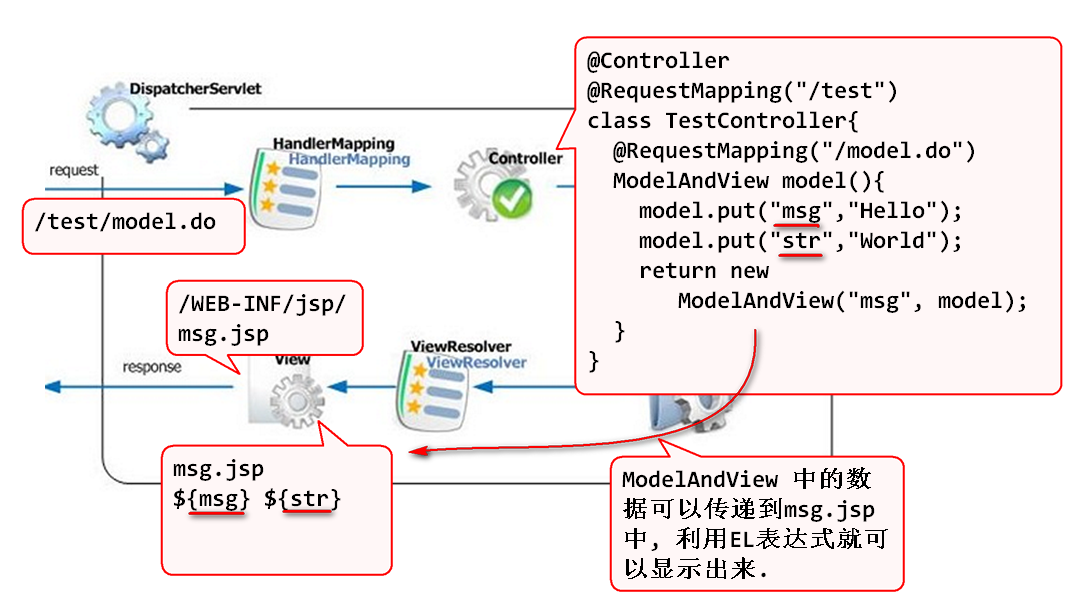 DispatcherServlet
request
HandlerMapping
HandlerMapping
Controller
/test/model.do
@Controller
@RequestMapping("/test")
class TestController{
@RequestMapping("/model.do")
ModelAndView model(){
model.put("msg","Hello");
model.put("str","World");
return new
ModelAndView("msg", model);
}
}
/WEB-INF/jsp/
msg.jsp
response
View
ViewResolver
ViewResolver
msg.jsp
${msg} ${str}
ModelAndView 中的数
据可以传递到msg.jsp
中, 利用EL表达式就可
以显示出来.